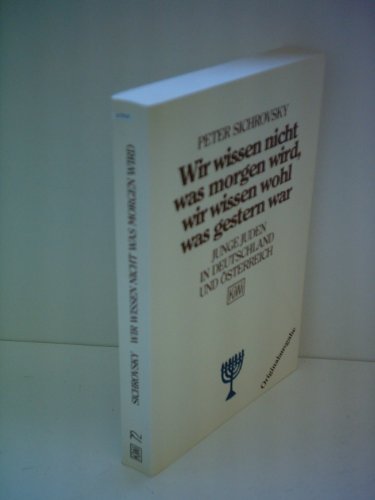 PETER SICHROVSKY
Wir wissen nicht
was morgen wird,
wir wissen wohl
was gestern war
JUNGE JUDEN
IN DEUTSCHLAND
UND ÖSTERREICH
KiWi
Originalausgabe
SICHROVSKY WIR WISSEN NICHT WAS MORGEN WIRD
KiWi 72